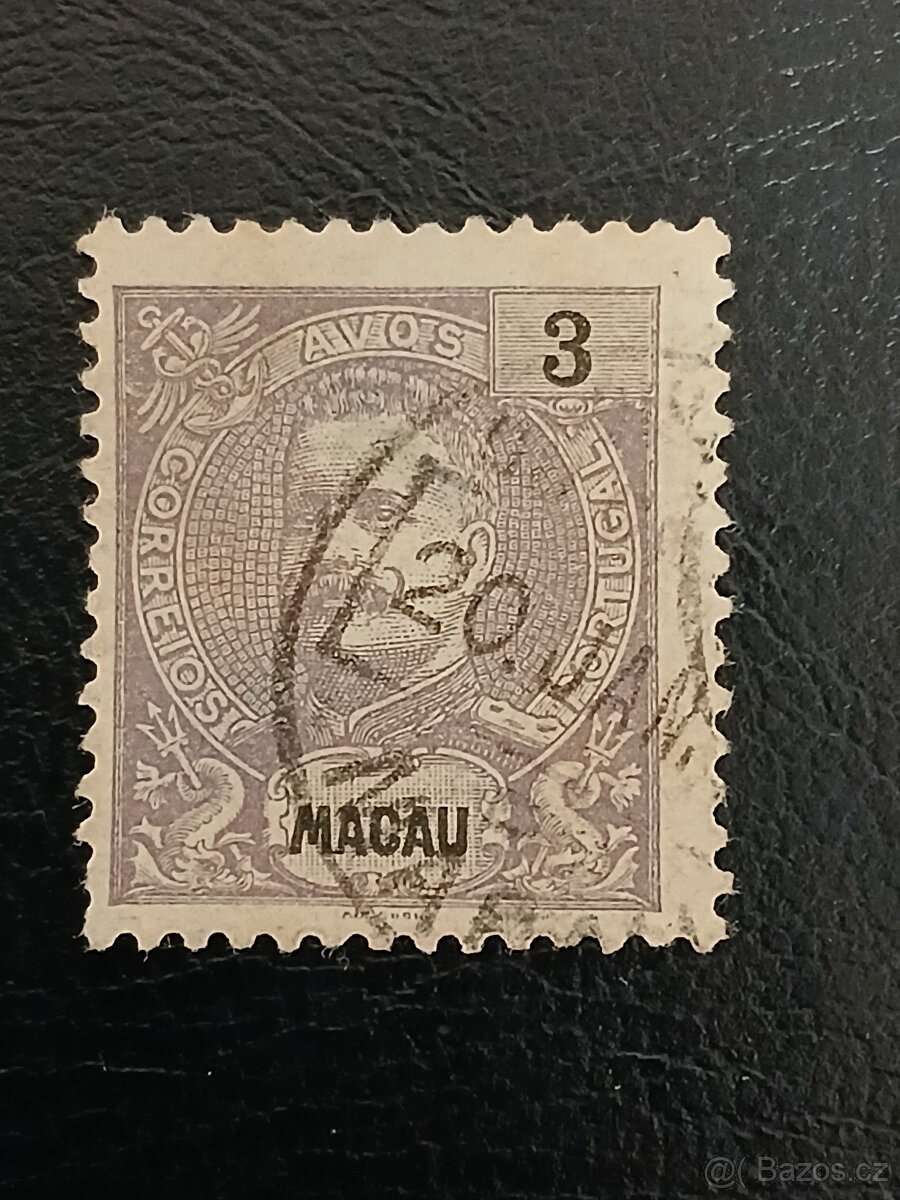 AVOS
3
CORREIOS
PORTUGAL
MACAU
@( Bazos.cz